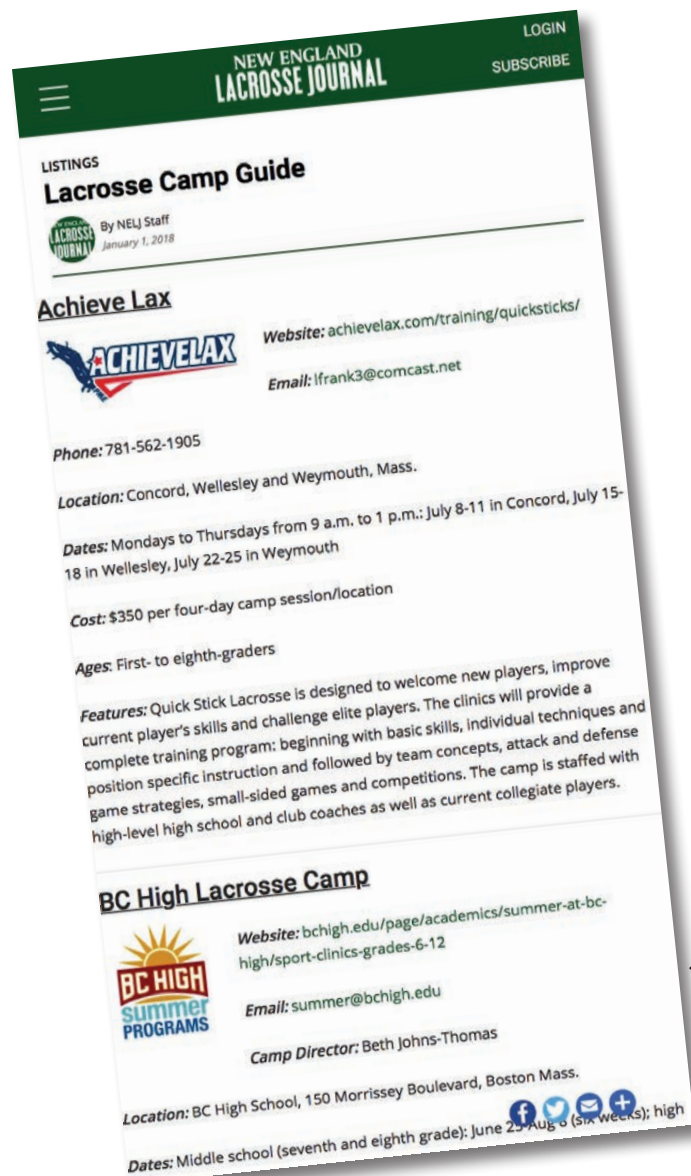 LOGIN
NEW ENGLAND
LACROSSE JOURNAL
SUBSCRIBE
LISTINGS
Lacrosse Camp Guide
By NELJ Staff
January 1, 2018
NEW ENGLAND
LACROSSE
JOURNAL
Achieve Lax
ACHIEVELAX
Website: achievelax.com/training/quicksticks/
Email: lfrank3@comcast.net
Phone: 781-562-1905
Location: Concord, Wellesley and Weymouth, Mass.
Dates: Mondays to Thursdays from 9 a.m. to 1 p.m.: July 8-11 in Concord, July 15-
18 in Wellesley, July 22-25 in Weymouth
Cost: $350 per four-day camp session/location
Ages: First- to eighth-graders
Features: Quick Stick Lacrosse is designed to welcome new players, improve
current player's skills and challenge elite players. The clinics will provide a
complete training program: beginning with basic skills, individual techniques and
position specific instruction and followed by team concepts, attack and defense
game strategies, small-sided games and competitions. The camp is staffed with
high-level high school and club coaches as well as current collegiate players.
BC High Lacrosse Camp
BC HIGH
summer
PROGRAMS
Website: bchigh.edu/page/academics/summer-at-bc-
high/sport-clinics-grades-6-12
Email: summer@bchigh.edu
Camp Director: Beth Johns-Thomas
Location: BC High School, 150 Morrissey Boulevard, Boston Mass.
Dates: Middle school (seventh and eighth grade): June (six weeks); high